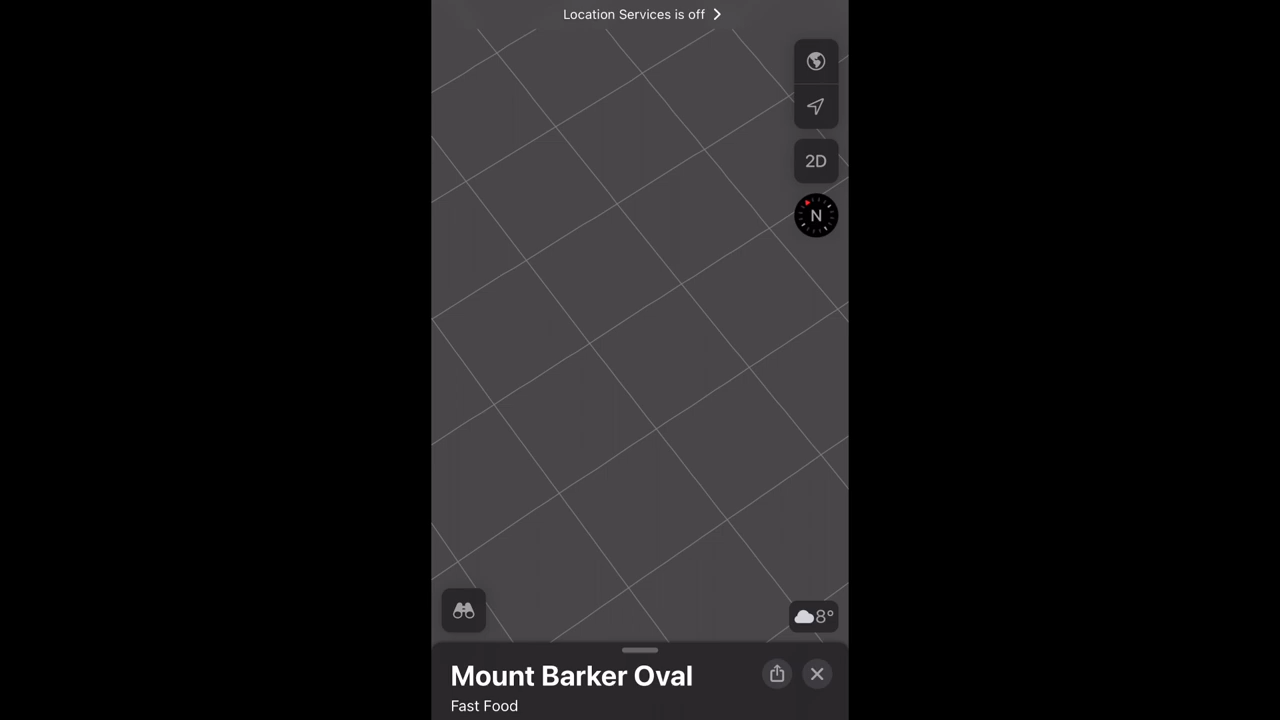 Location Services is off
2D
N
8°
Mount Barker Oval
Fast Food